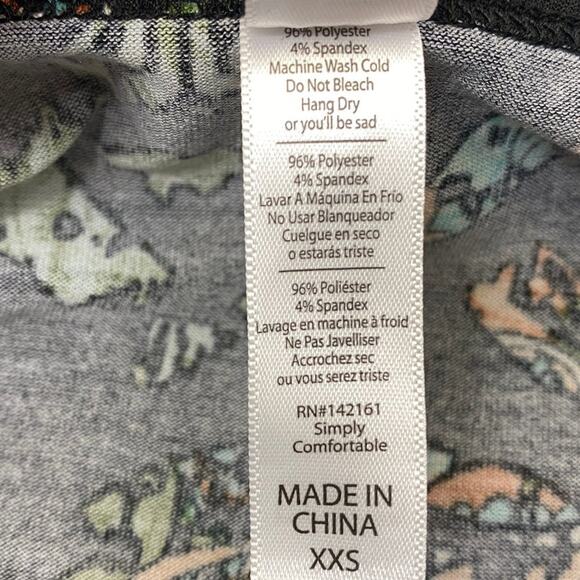 96% Polyester
4% Spandex
Machine Wash Cold
Do Not Bleach
Hang Dry
or you'll be sad
96% Polyester
4% Spandex
Lavar A Máquina En Frío
No Usar Blanqueador
Cuelgue en seco
o estarás triste
96% Poliéster
4% Spandex
Lavage en machine à froid
Ne Pas Javelliser
Accrochez sec
ou vous serez triste
RN#142161
Simply
Comfortable
MADE IN
CHINA
XXS